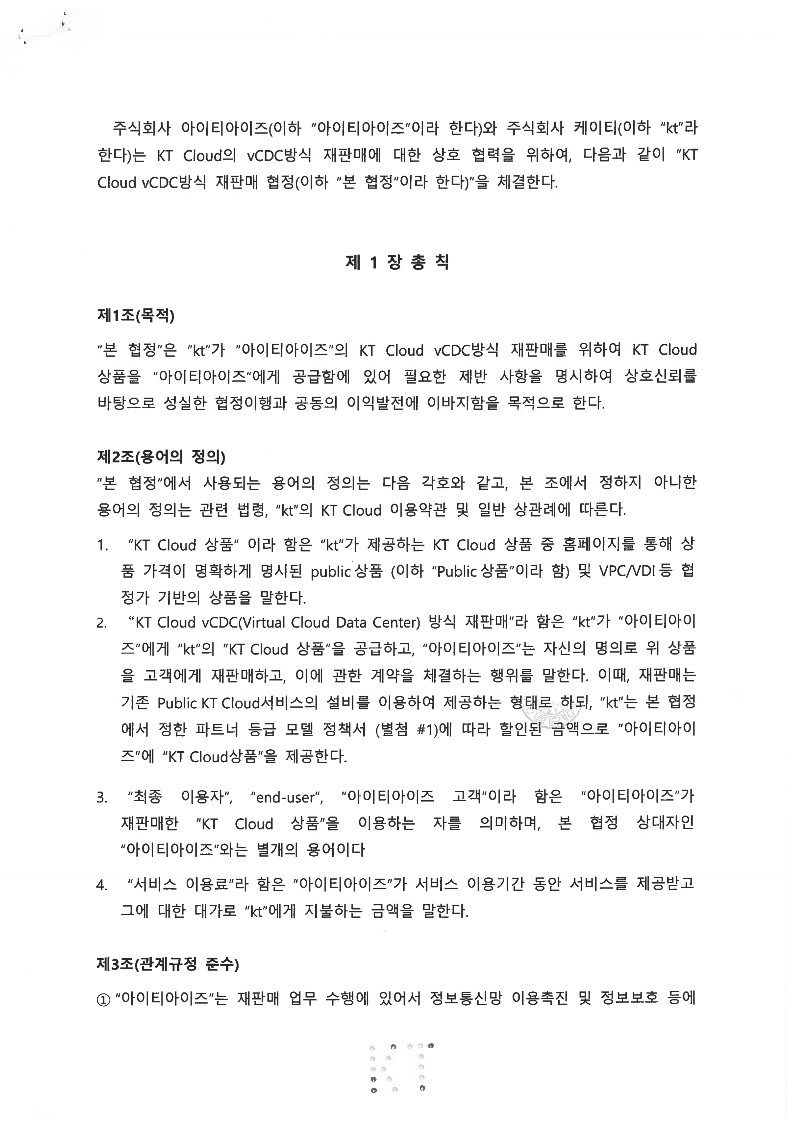 주식회사 아이티아이즈(이하 "아이티아이즈"이라 한다)와 주식회사 케이티(이하 "kt"라
한다)는 KT Cloud의 vCDC방식 재판매에 대한 상호 협력을 위하여, 다음과 같이 "KT
Cloud vCDC방식 재판매 협정(이하 "본 협정"이라 한다)"을 체결한다.
제 1 장 총 칙
제1조(목적)
"본 협정"은 "kt"가 "아이티아이즈"의 KT Cloud vCDC방식 재판매를 위하여 KT Cloud
상품을 "아이티아이즈"에게 공급함에 있어 필요한 제반 사항을 명시하여 상호신뢰를
바탕으로 성실한 협정이행과 공동의 이익발전에 이바지함을 목적으로 한다.
제2조(용어의 정의)
"본 협정"에서 사용되는 용어의 정의는 다음 각호와 같고, 본 조에서 정하지 아니한
용어의 정의는 관련 법령, "kt"의 KT Cloud 이용약관 및 일반 상관례에 따른다.
1. "KT Cloud 상품" 이라 함은 "kt"가 제공하는 KT Cloud 상품 중 홈페이지를 통해 상
품 가격이 명확하게 명시된 public상품 (이하 "Public상품"이라 함) 및 VPC/VDI등 협
정가 기반의 상품을 말한다.
2. "KT Cloud vCDC(Virtual Cloud Data Center) 방식 재판매"라 함은 "kt"가 "아이티아이
즈"에게 "kt"의 "KT Cloud 상품"을 공급하고, "아이티아이즈"는 자신의 명의로 위 상품
을 고객에게 재판매하고, 이에 관한 계약을 체결하는 행위를 말한다. 이때, 재판매는
기존 Public KT Cloud서비스의 설비를 이용하여 제공하는 형태로 하되, "kt"는 본 협정
에서 정한 파트너 등급 모델 정책서 (별첨 #1)에 따라 할인된 금액으로 "아이티아이
즈"에 "KT Cloud상품"을 제공한다.
3. "최종 이용자", "end-user", "아이티아이즈 고객"이라 함은 "아이티아이즈"가
재판매한 "KT Cloud 상품"을 이용하는 자를 의미하며, 본 협정 상대자인
"아이티아이즈"와는 별개의 용어이다
4. "서비스 이용료"라 함은 "아이티아이즈"가 서비스 이용기간 동안 서비스를 제공받고
그에 대한 대가로 "kt"에게 지불하는 금액을 말한다.
제3조(관계규정 준수)
① "아이티아이즈"는 재판매 업무 수행에 있어서 정보통신망 이용촉진 및 정보보호 등에
KT